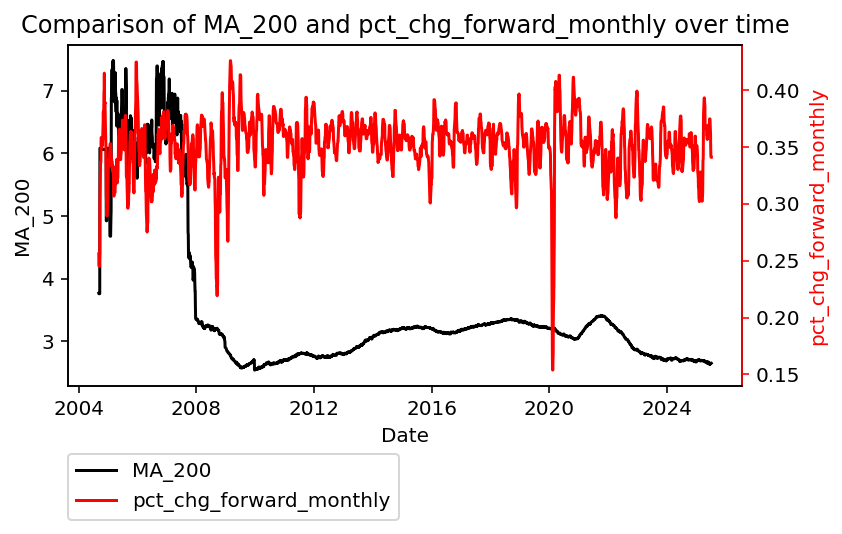 Comparison of MA_200 and pct_chg_forward_monthly over time
7
6
5
4
3
MA_200
0.40
0.35
0.30
0.25
0.20
0.15
pct_chg_forward_monthly
2004 2008 2012 2016 2020 2024
Date
MA_200
pct_chg_forward_monthly